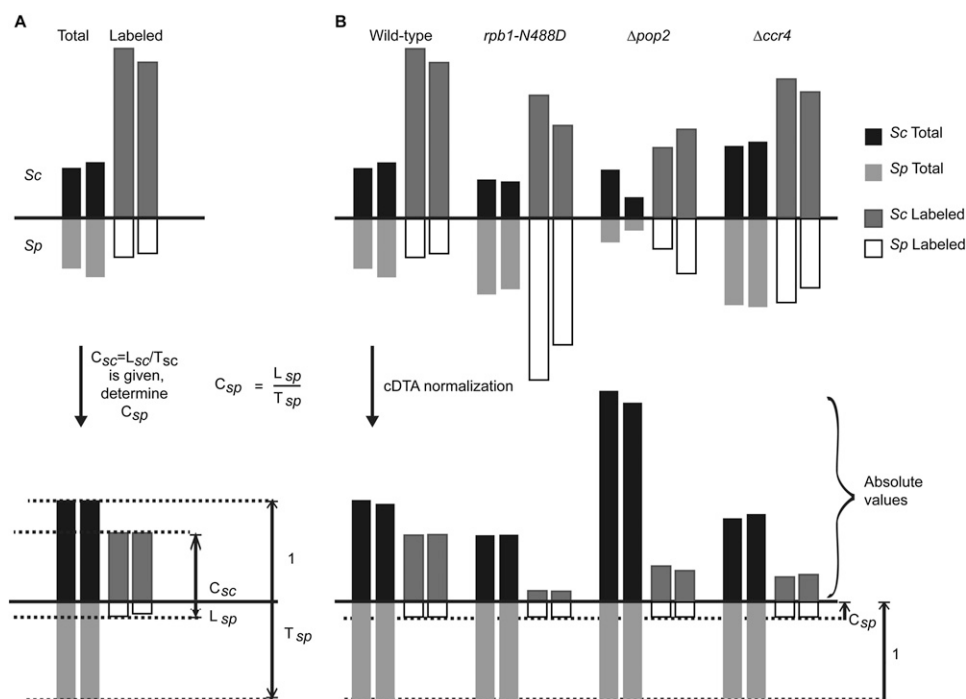 A
B
Total
Labeled
Wild-type
rpb1-N488D
Δpop2
Δccr4
Sc
Sp
Sc Total
Sp Total
Sc Labeled
Sp Labeled
Csc=Lsc/Tsc
is given,
determine
Csp
Csp = Lsp
Tsp
cDTA normalization
Absolute
values
1
Csc
Lsp
Tsp
Csp
1